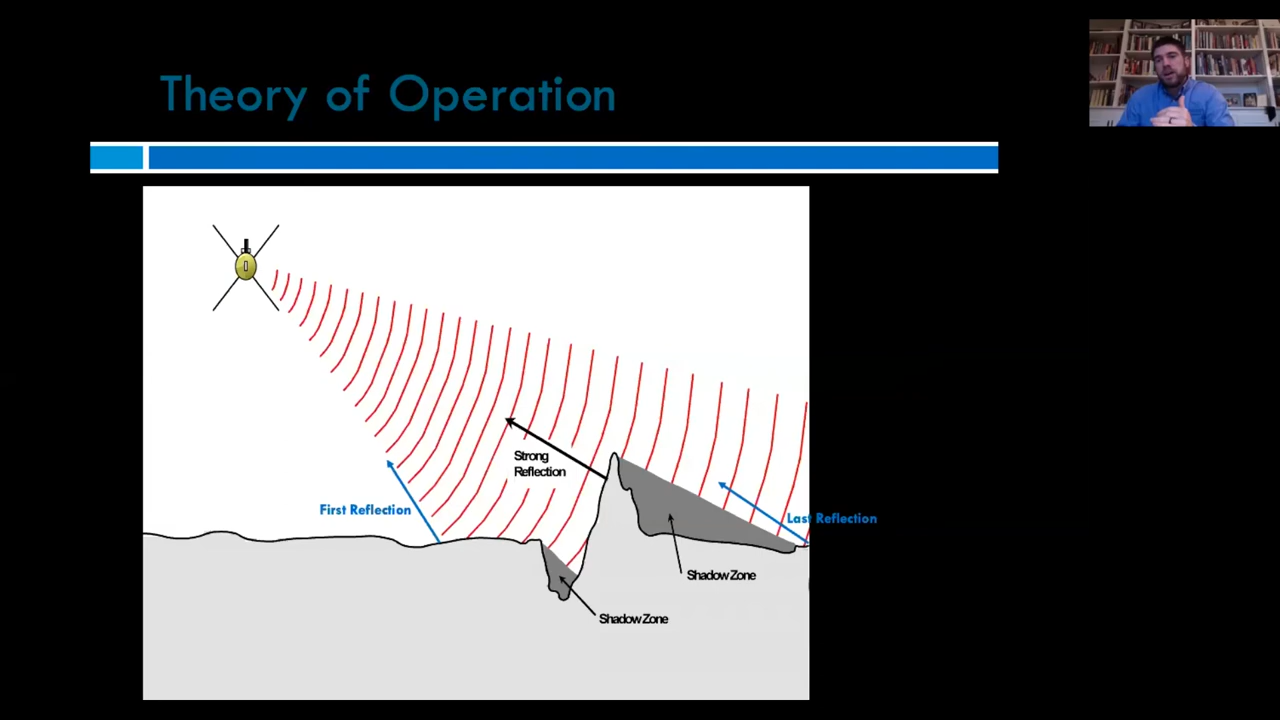 Theory of Operation
Strong
Reflection
First Reflection
Last Reflection
Shadow Zone
Shadow Zone